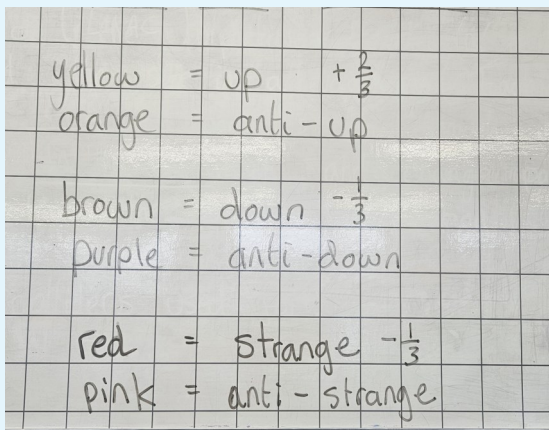 yellow = up +2/3
orange = anti-up
brown = down -1/3
purple = anti-down
red = strange -1/3
pink = anti-strange